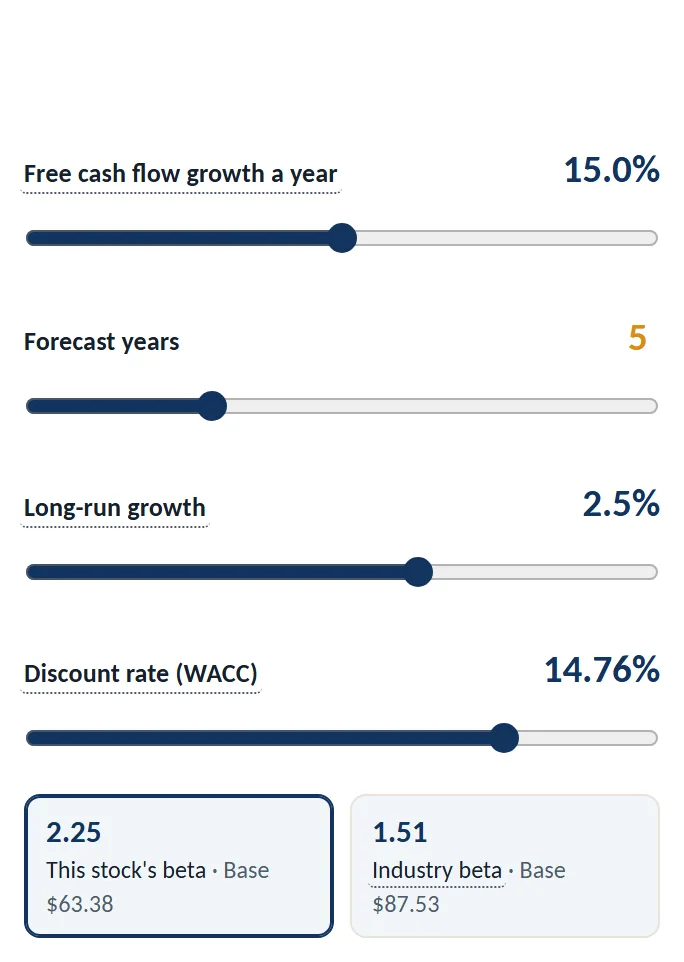 Free cash flow growth a year 15.0%
Forecast years 5
Long-run growth 2.5%
Discount rate (WACC) 14.76%
2.25
This stock's beta · Base
$63.38
1.51
Industry beta · Base
$87.53